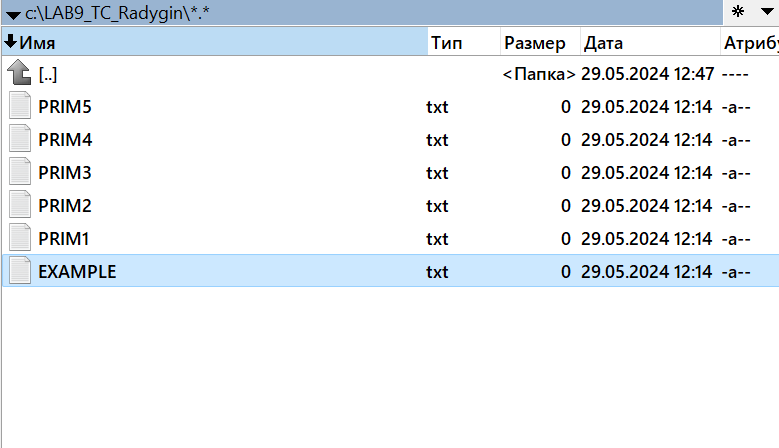 c:\LAB9_TC_Radygin\*.*
Имя Тип Размер Дата Атрибу
[..] <Папка> 29.05.2024 12:47 ----
PRIM5 txt 0 29.05.2024 12:14 -a--
PRIM4 txt 0 29.05.2024 12:14 -a--
PRIM3 txt 0 29.05.2024 12:14 -a--
PRIM2 txt 0 29.05.2024 12:14 -a--
PRIM1 txt 0 29.05.2024 12:14 -a--
EXAMPLE txt 0 29.05.2024 12:14 -a--